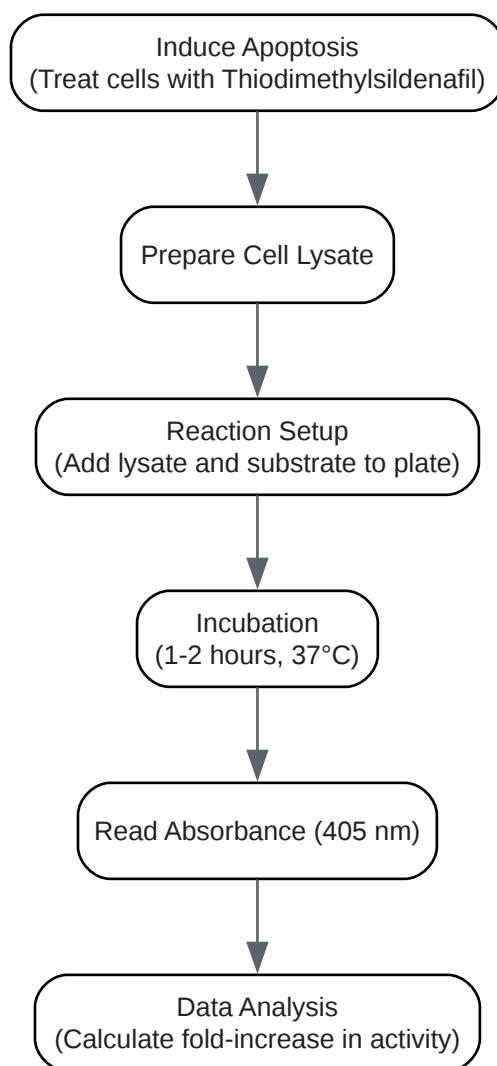 Induce Apoptosis
(Treat cells with Thiodimethylsildenafil)
Prepare Cell Lysate
Reaction Setup
(Add lysate and substrate to plate)
Incubation
(1-2 hours, 37°C)
Read Absorbance (405 nm)
Data Analysis
(Calculate fold-increase in activity)